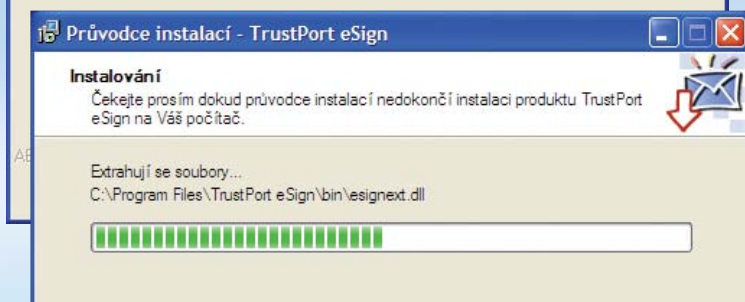 Průvodce instalací - TrustPort eSign
Instalování
Čekejte prosím dokud průvodce instalací nedokončí instalaci produktu TrustPort
eSign na Váš počítač.
Extrahují se soubory...
C:\Program Files\TrustPort eSign\bin\esignext.dll